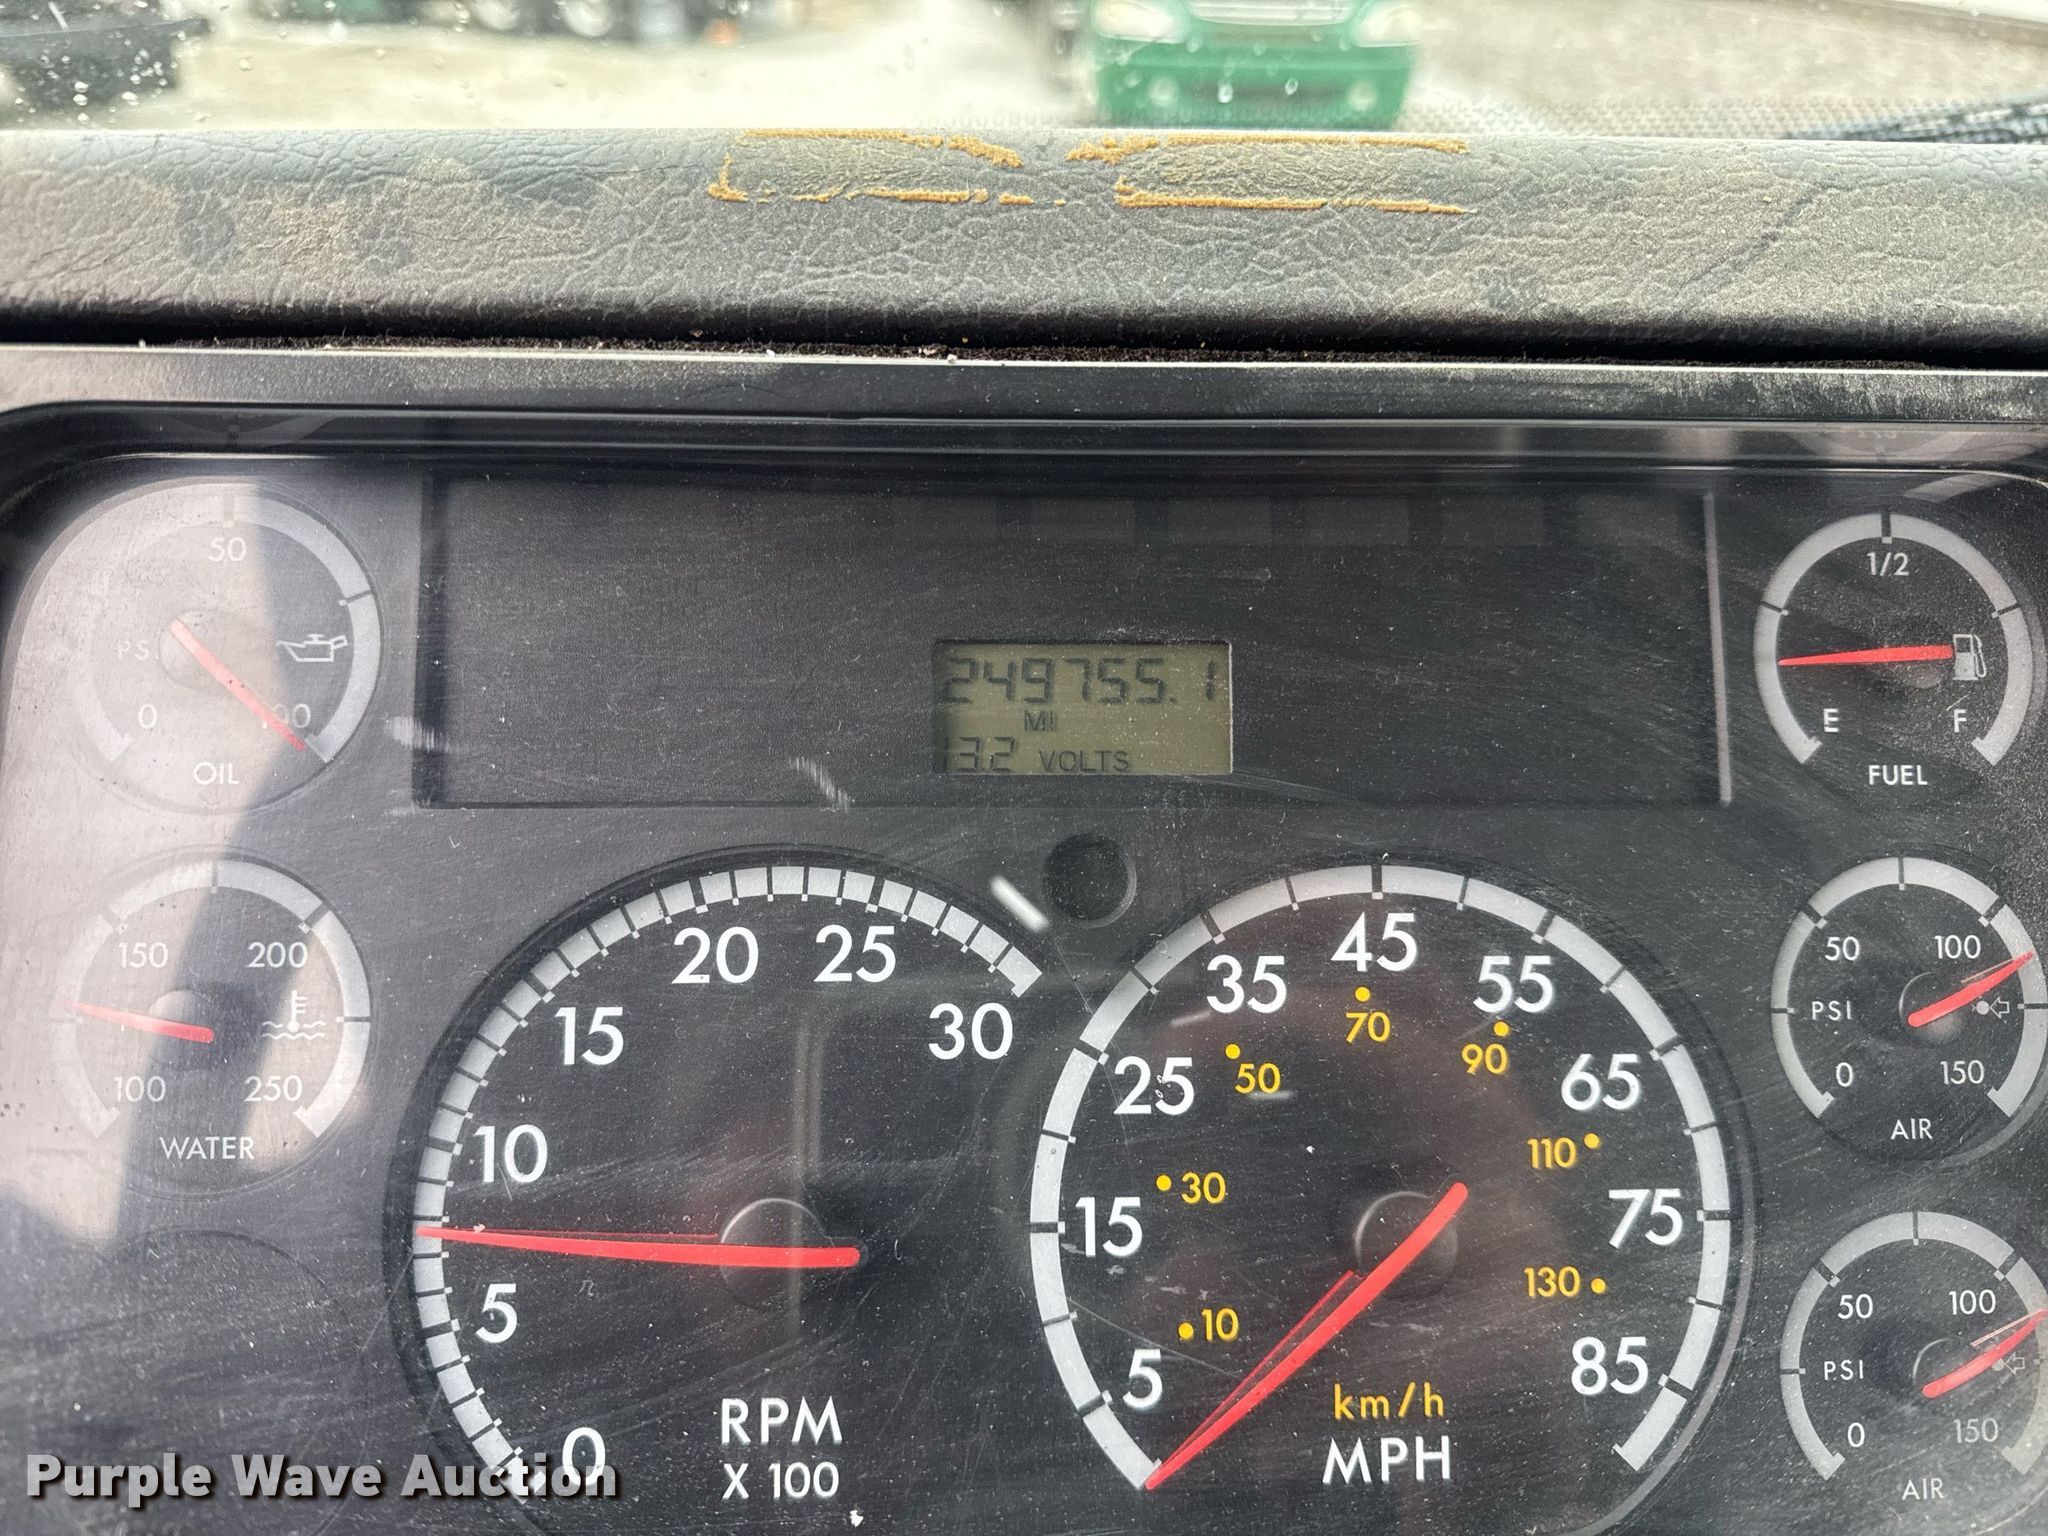 249755.1
MI
13.2 VOLTS
50
PSI
0 100
OIL
1/2
E F
FUEL
150 200
100 250
WATER
0 5 10 15 20 25 30
RPM
X 100
5 15 25 35 45 55 65 75 85
10 30 50 70 90 110 130
km/h
MPH
50 100
PSI
0 150
AIR
50 100
PSI
0 150
AIR
Purple Wave Auction